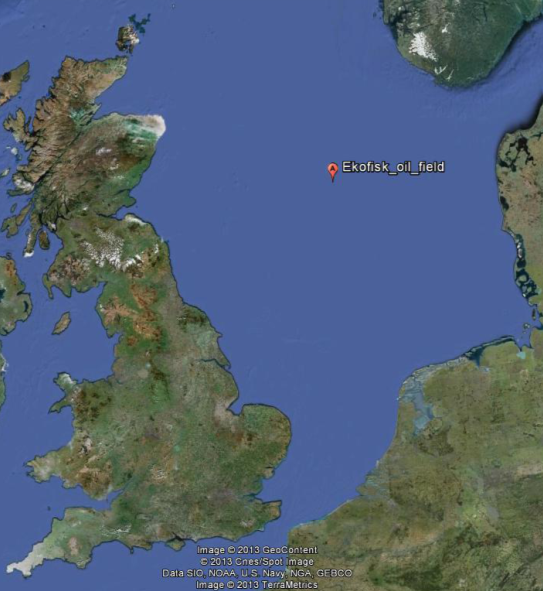 Ekofisk_oil_field
Image © 2013 GeoContent
© 2013 Cnes/Spot Image
Data SIO, NOAA, U.S. Navy, NGA, GEBCO
Image © 2013 TerraMetrics